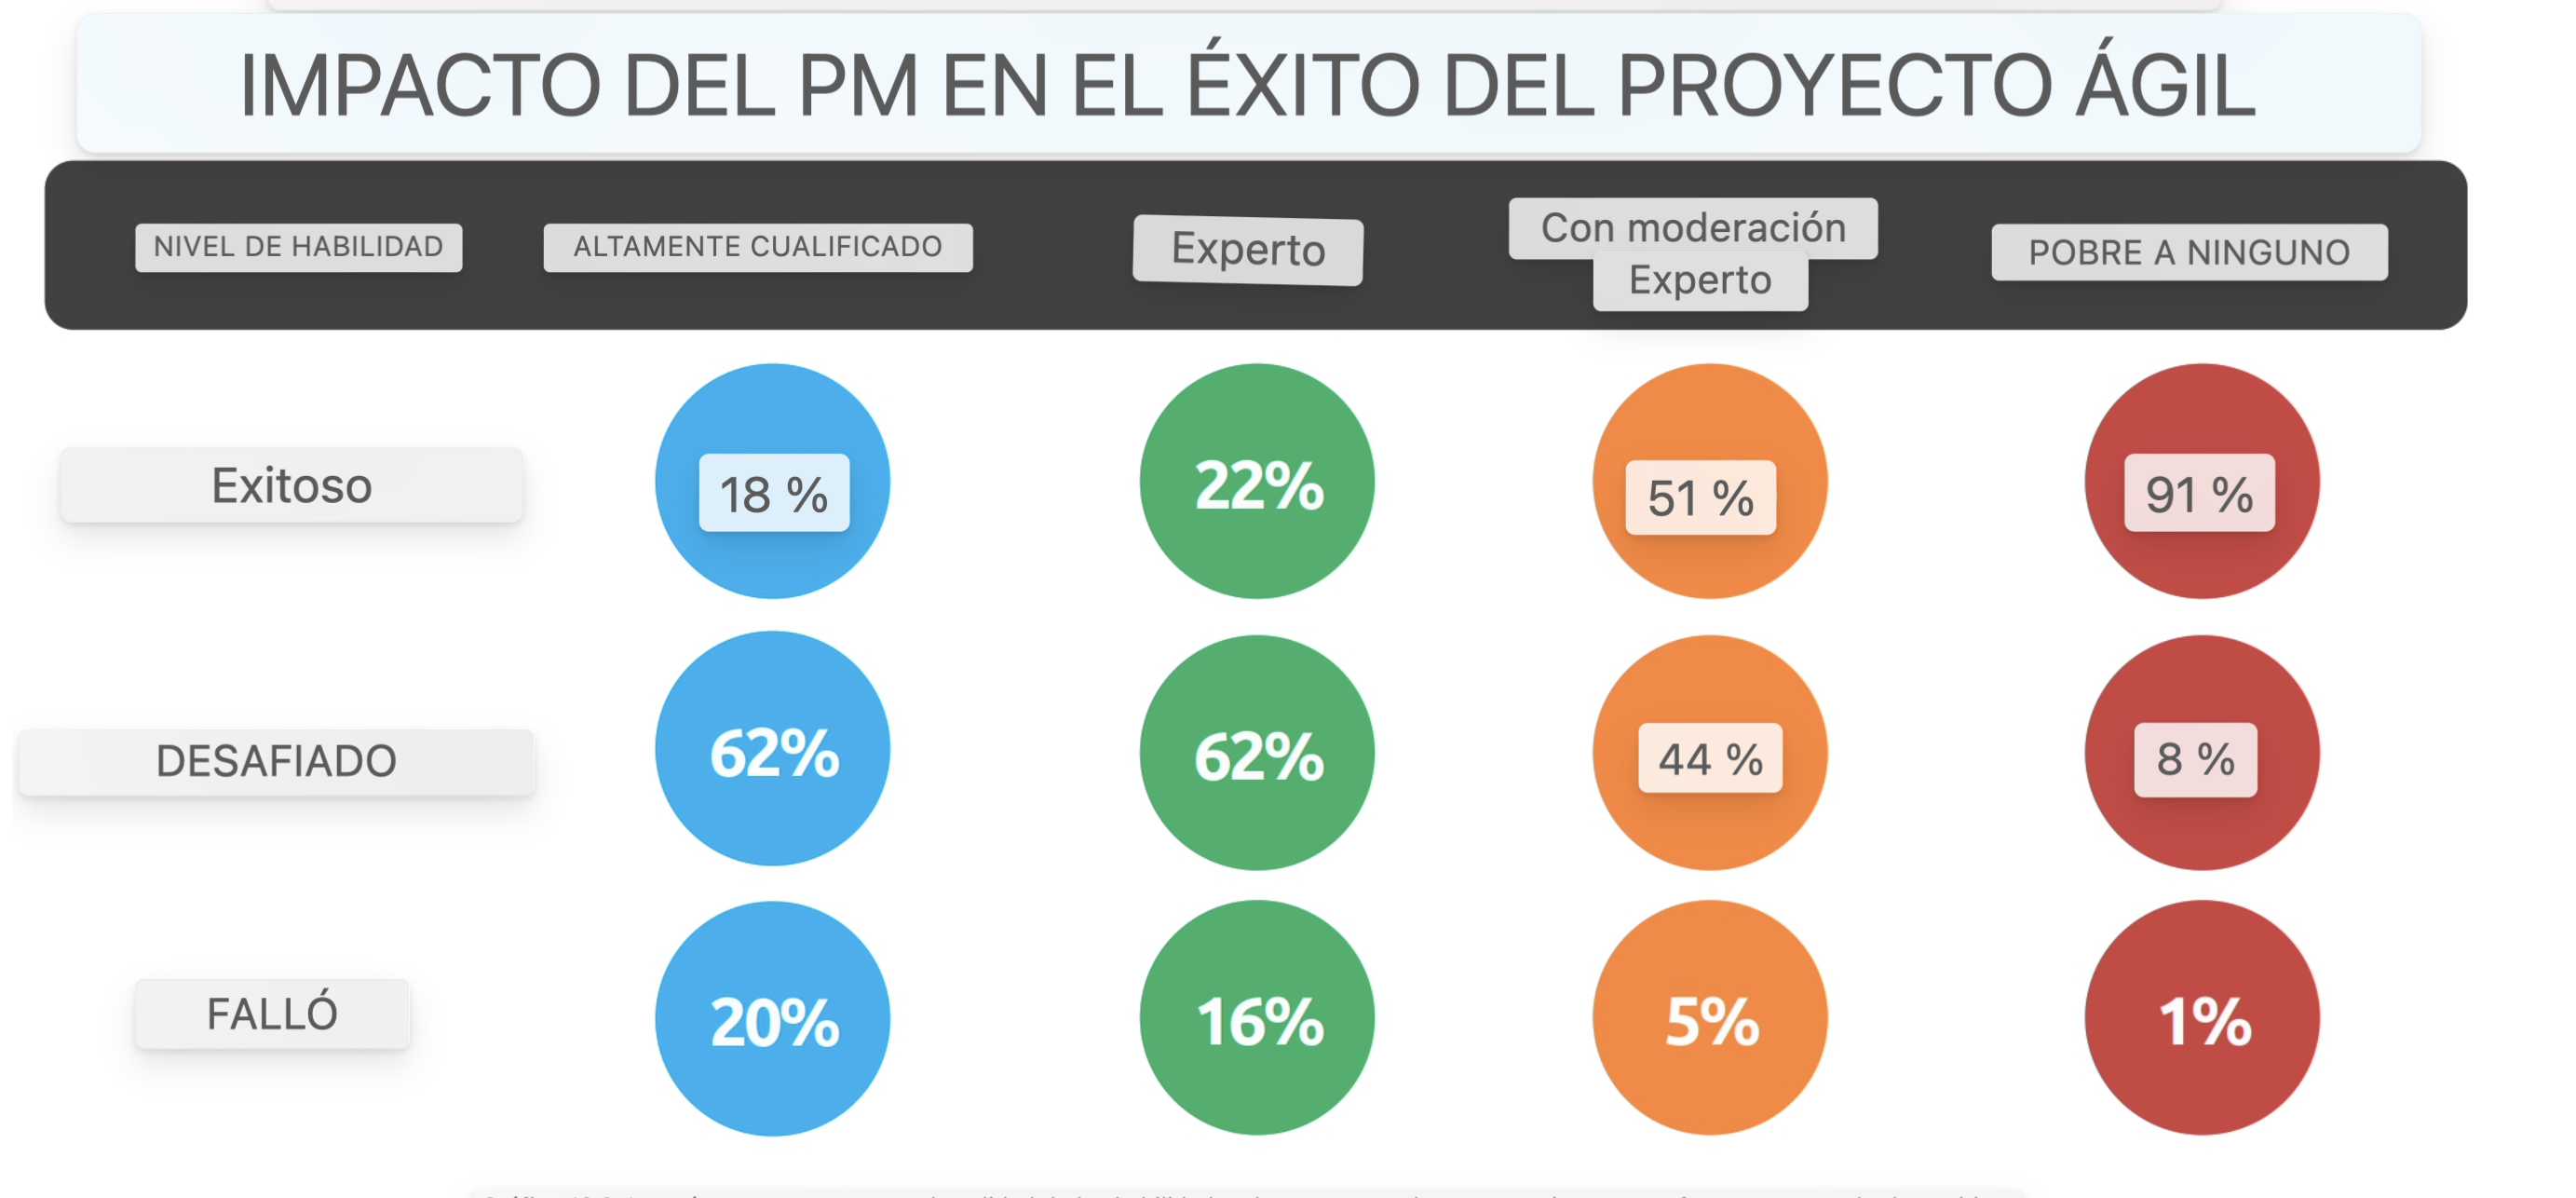 IMPACTO DEL PM EN EL ÉXITO DEL PROYECTO ÁGIL
NIVEL DE HABILIDAD ALTAMENTE CUALIFICADO Experto Con moderación Experto POBRE A NINGUNO
Exitoso 18 % 22% 51 % 91 %
DESAFIADO 62% 62% 44 % 8 %
FALLÓ 20% 16% 5% 1%